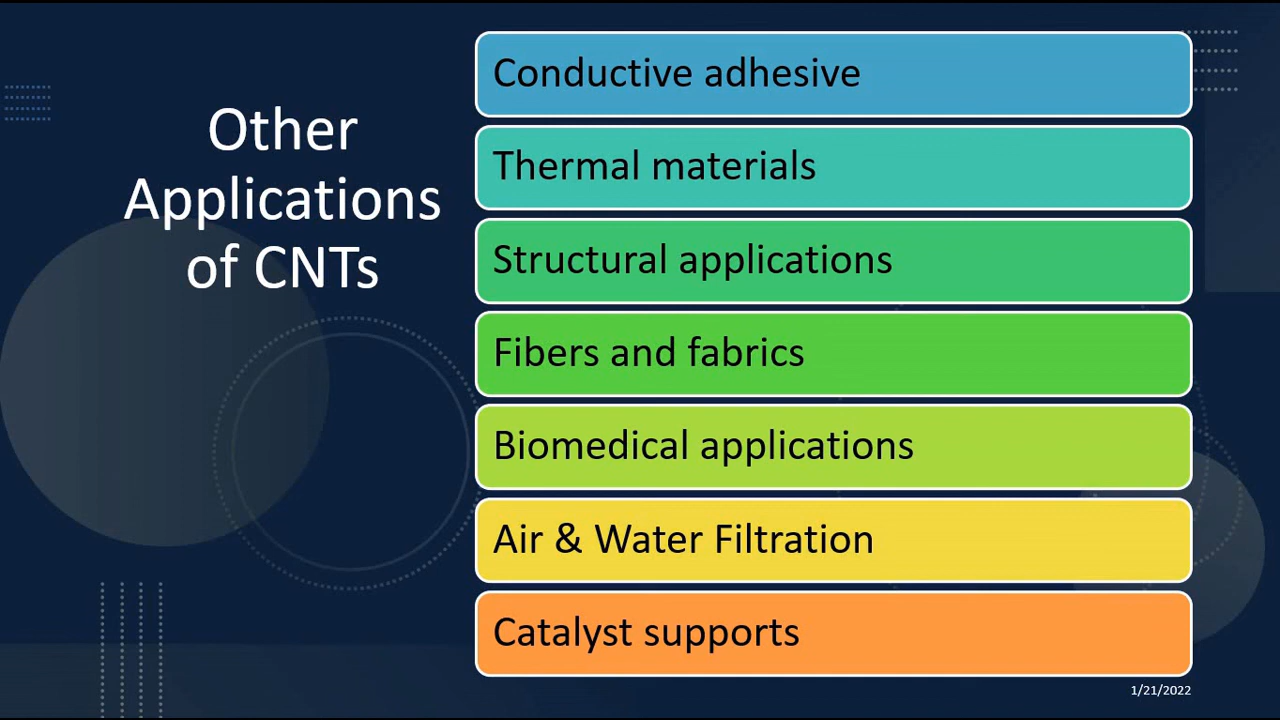 Other
Applications
of CNTs
Conductive adhesive
Thermal materials
Structural applications
Fibers and fabrics
Biomedical applications
Air & Water Filtration
Catalyst supports
1/21/2022